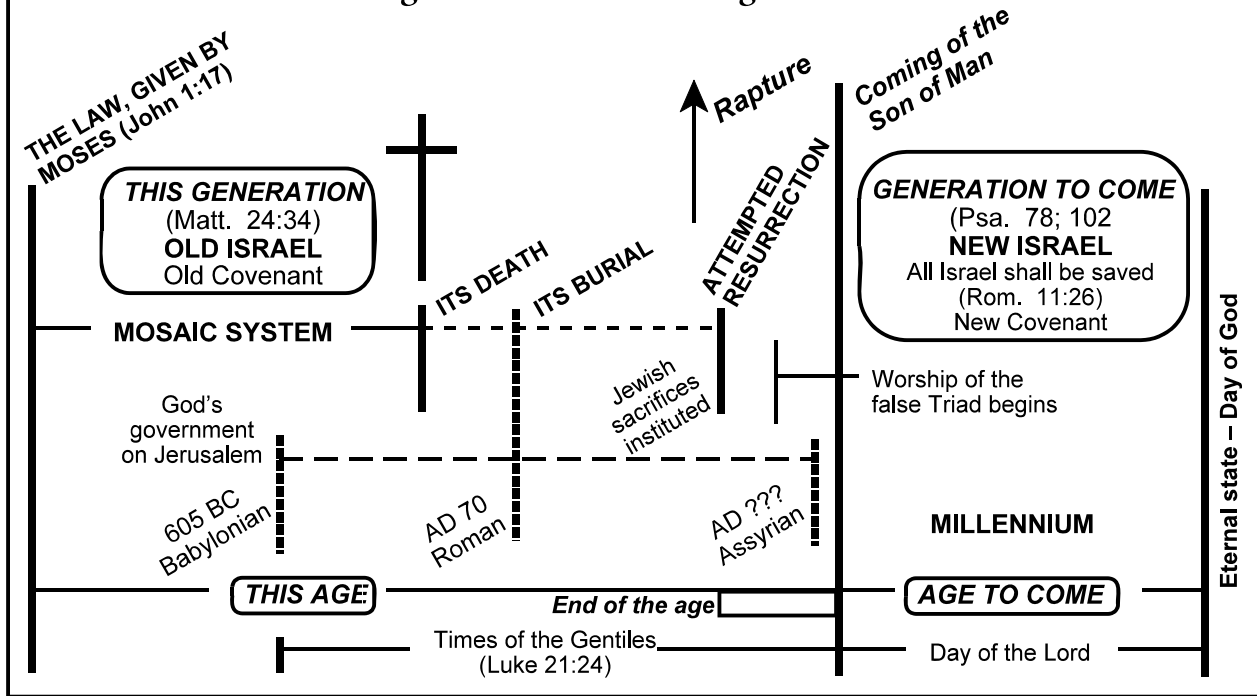 THE LAW, GIVEN BY
MOSES (John 1:17)
THIS GENERATION
(Matt. 24:34)
OLD ISRAEL
Old Covenant
MOSAIC SYSTEM
ITS DEATH
ITS BURIAL
Rapture
ATTEMPTED
RESURRECTION
Coming of the
Son of Man
GENERATION TO COME
(Psa. 78; 102
NEW ISRAEL
All Israel shall be saved
(Rom. 11:26)
New Covenant
God's
government
on Jerusalem
Jewish
sacrifices
instituted
Worship of the
false Triad begins
605 BC
Babylonian
AD 70
Roman
AD ???
Assyrian
MILLENNIUM
Eternal state – Day of God
THIS AGE
End of the age
AGE TO COME
Times of the Gentiles
(Luke 21:24)
Day of the Lord